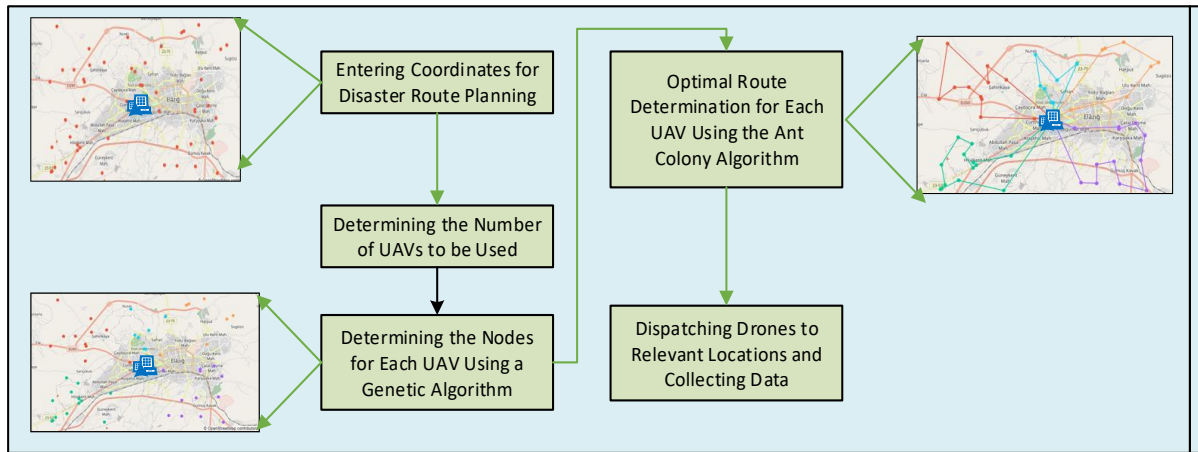 Entering Coordinates for
Disaster Route Planning
Determining the Number
of UAVs to be Used
Determining the Nodes
for Each UAV Using a
Genetic Algorithm
Optimal Route
Determination for Each
UAV Using the Ant
Colony Algorithm
Dispatching Drones to
Relevant Locations and
Collecting Data